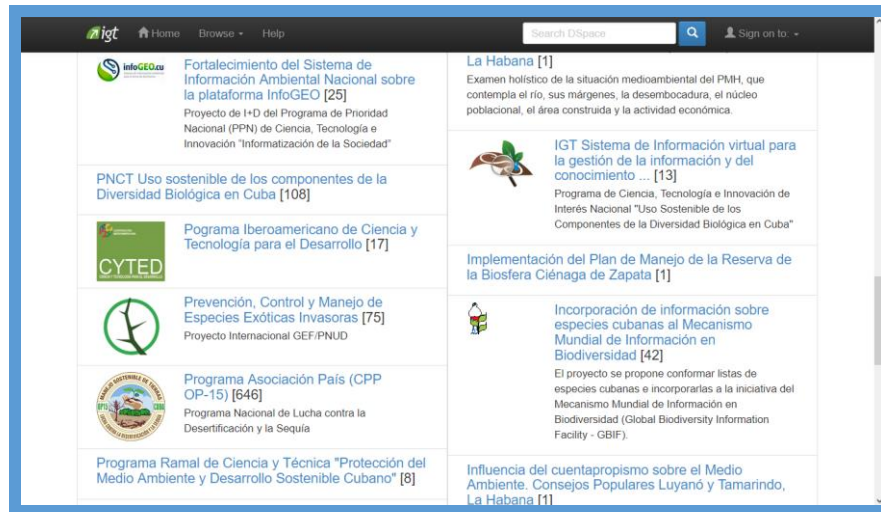 igt Home Browse Help Search DSpace Sign on to:
infoGEO.cu
Fortalecimiento del Sistema de
Información Ambiental Nacional sobre
la plataforma InfoGEO [25]
Proyecto de I+D del Programa de Prioridad
Nacional (PPN) de Ciencia, Tecnología e
Innovación "Informatización de la Sociedad"
PNCT Uso sostenible de los componentes de la
Diversidad Biológica en Cuba [108]
CYTED
Pograma Iberoamericano de Ciencia y
Tecnología para el Desarrollo [17]
Prevención, Control y Manejo de
Especies Exóticas Invasoras [75]
Proyecto Internacional GEF/PNUD
MANEJO SOSTENIBLE DE TIERRAS
OP15
CUBA
Programa Asociación País (CPP
OP-15) [646]
Programa Nacional de Lucha contra la
Desertificación y la Sequía
Programa Ramal de Ciencia y Técnica "Protección del
Medio Ambiente y Desarrollo Sostenible Cubano" [8]
La Habana [1]
Examen holístico de la situación medioambiental del PMH, que
contempla el río, sus márgenes, la desembocadura, el núcleo
poblacional, el área construida y la actividad económica.
IGT Sistema de Información virtual para
la gestión de la información y del
conocimiento ... [13]
Programa de Ciencia, Tecnología e Innovación de
Interés Nacional "Uso Sostenible de los
Componentes de la Diversidad Biológica en Cuba"
Implementación del Plan de Manejo de la Reserva de
la Biosfera Ciénaga de Zapata [1]
Incorporación de información sobre
especies cubanas al Mecanismo
Mundial de Información en
Biodiversidad [42]
El proyecto se propone conformar listas de
especies cubanas e incorporarlas a la iniciativa del
Mecanismo Mundial de Información en
Biodiversidad (Global Biodiversity Information
Facility - GBIF).
Influencia del cuentapropismo sobre el Medio
Ambiente. Consejos Populares Luyanó y Tamarindo,
La Habana [1]